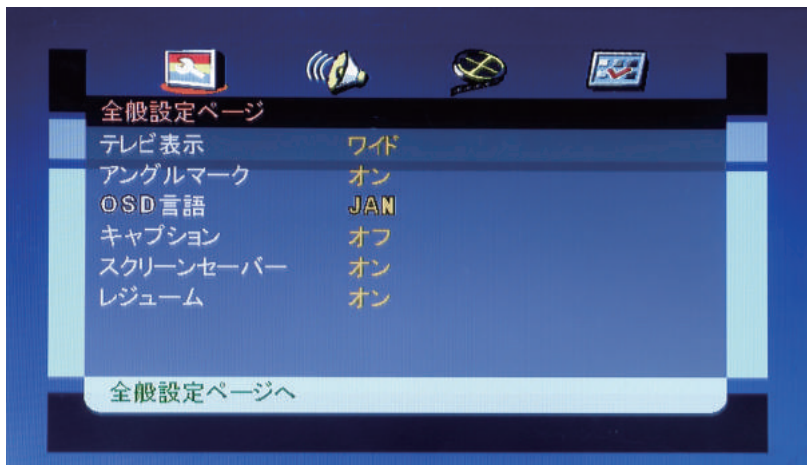 全般設定ページ
テレビ表示 ワイド
アングルマーク オン
OSD言語 JAN
キャプション オフ
スクリーンセーバー オン
レジューム オン
全般設定ページへ